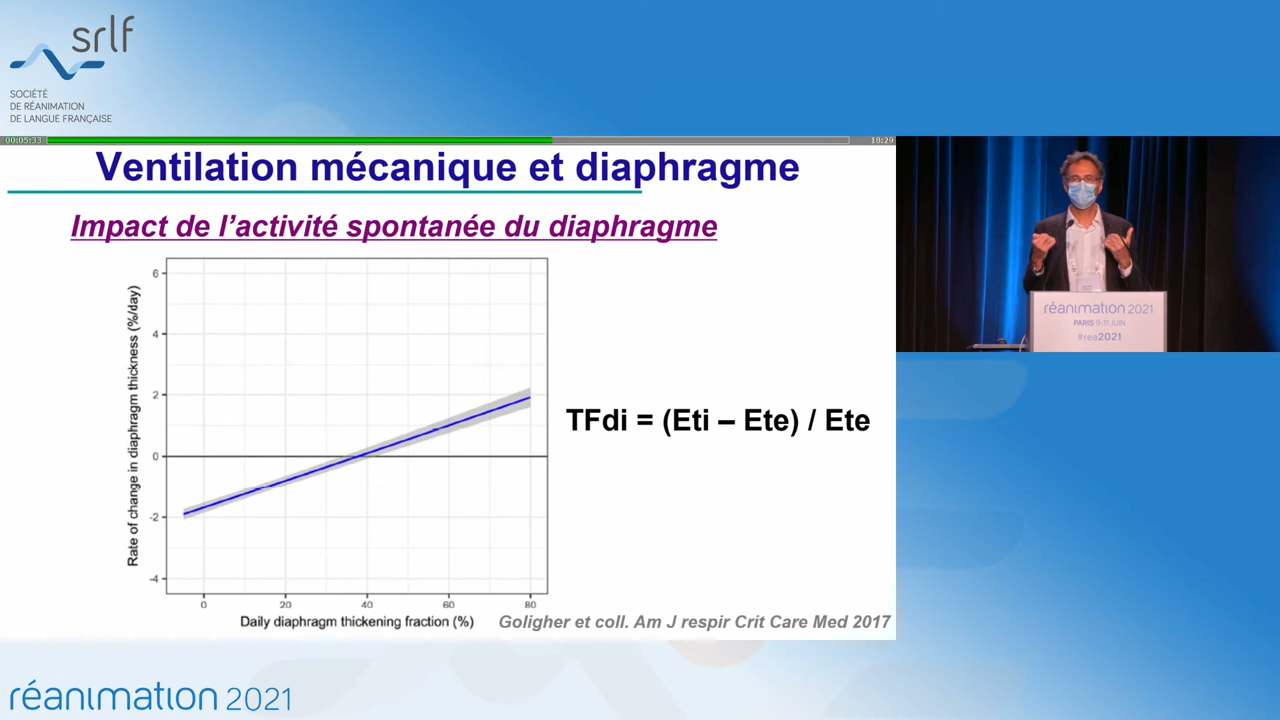 srlf
SOCIÉTÉ
DE RÉANIMATION
DE LANGUE FRANÇAISE
00:05:33
18:29
Ventilation mécanique et diaphragme
Impact de l'activité spontanée du diaphragme
Rate of change in diaphragm thickness (%/day)
6
4
2
0
-2
-4
0 20 40 60 80
Daily diaphragm thickening fraction (%)
TFdi = (Eti – Ete) / Ete
Goligher et coll. Am J respir Crit Care Med 2017
réanımatıon 2021
PARIS 9-11 JUIN
#rea2021
réanımatıon 2021